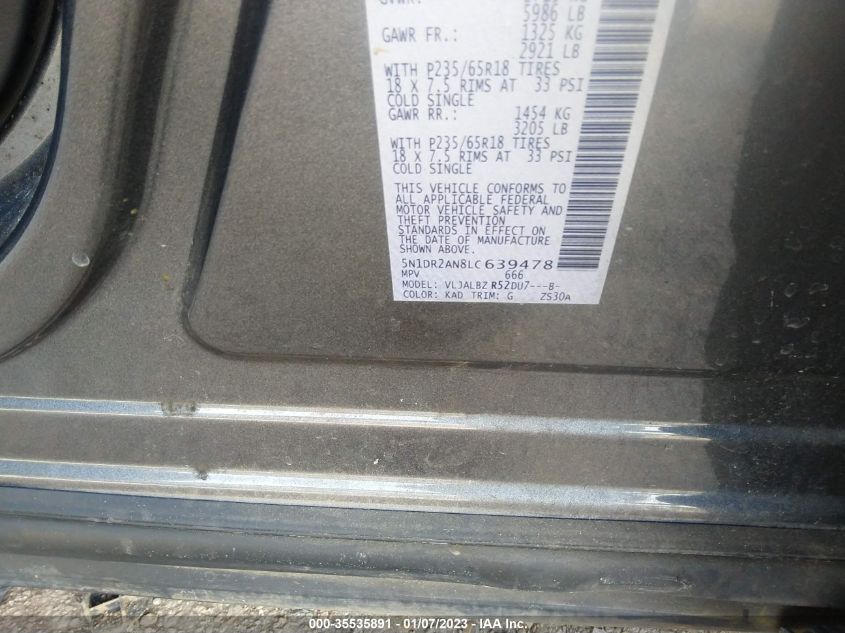 GVWR:
5986 LB
GAWR FR.: 1325 KG
2921 LB
WITH P235/65R18 TIRES
18 X 7.5 RIMS AT 33 PSI
COLD SINGLE
GAWR RR.: 1454 KG
3205 LB
WITH P235/65R18 TIRES
18 X 7.5 RIMS AT 33 PSI
COLD SINGLE
THIS VEHICLE CONFORMS TO
ALL APPLICABLE FEDERAL
MOTOR VEHICLE SAFETY AND
THEFT PREVENTION
STANDARDS IN EFFECT ON
THE DATE OF MANUFACTURE
SHOWN ABOVE.
5N1DR2AN8LC639478
MPV 666
MODEL: VLJALBZ R52DU7---B-
COLOR: KAD TRIM: G ZS30A
000-35535891 - 01/07/2023 - IAA Inc.